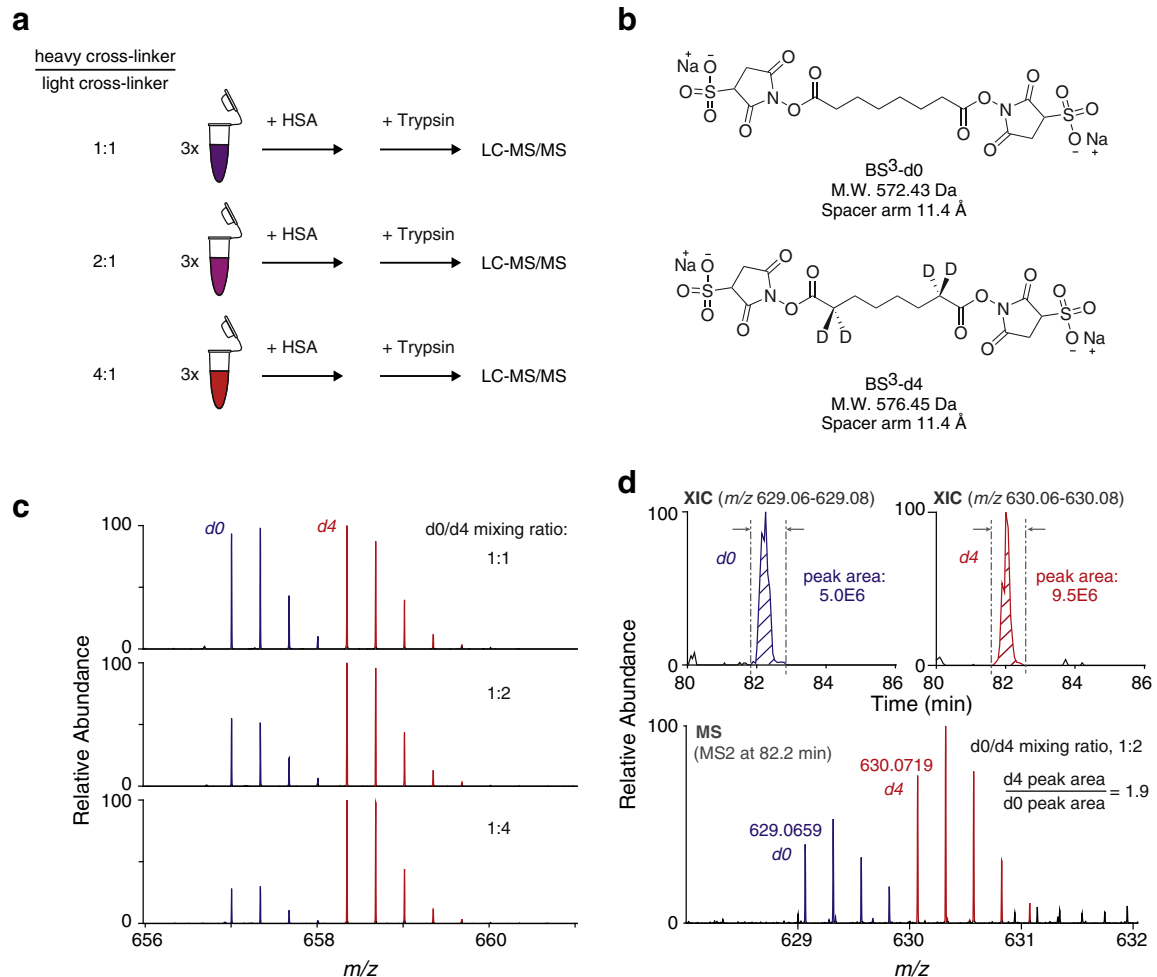 a
heavy cross-linker
light cross-linker
1:1
3x
+ HSA
+ Trypsin
LC-MS/MS
2:1
3x
+ HSA
+ Trypsin
LC-MS/MS
4:1
3x
+ HSA
+ Trypsin
LC-MS/MS
b
Na+ O- O=S O O O N O O O O N O O S=O O O- Na+
BS3-d0
M.W. 572.43 Da
Spacer arm 11.4 Å
Na+ O- O=S O O O N O O D D D D O O N O O S=O O O- Na+
BS3-d4
M.W. 576.45 Da
Spacer arm 11.4 Å
c
Relative Abundance
d0/d4 mixing ratio:
100
d0
d4
1:1
0
100
1:2
0
100
1:4
0
656 658 660
m/z
d
Relative Abundance
XIC (m/z 629.06-629.08)
100
d0
peak area:
5.0E6
0
80 82 84 86
XIC (m/z 630.06-630.08)
100
d4
peak area:
9.5E6
0
80 82 84 86
Time (min)
100
MS
(MS2 at 82.2 min)
d0/d4 mixing ratio, 1:2
d4 peak area
d0 peak area
= 1.9
630.0719
d4
629.0659
d0
0
629 630 631 632
m/z